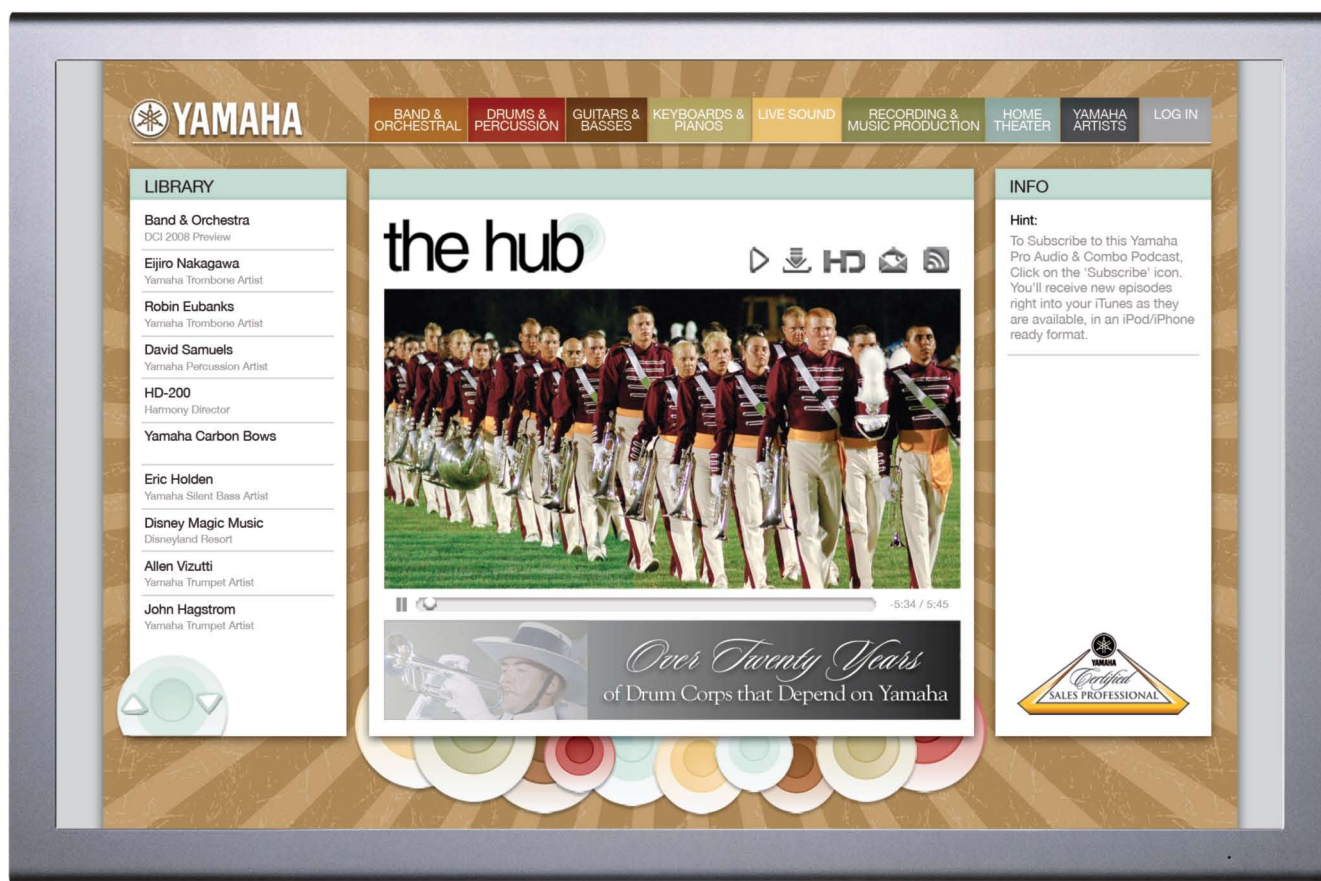 YAMAHA
BAND &
ORCHESTRAL
DRUMS &
PERCUSSION
GUITARS &
BASSES
KEYBOARDS &
PIANOS
LIVE SOUND
RECORDING &
MUSIC PRODUCTION
HOME
THEATER
YAMAHA
ARTISTS
LOG IN
LIBRARY
Band & Orchestra
DCI 2008 Preview
Eijiro Nakagawa
Yamaha Trombone Artist
Robin Eubanks
Yamaha Trombone Artist
David Samuels
Yamaha Percussion Artist
HD-200
Harmony Director
Yamaha Carbon Bows
Eric Holden
Yamaha Silent Bass Artist
Disney Magic Music
Disneyland Resort
Allen Vizutti
Yamaha Trumpet Artist
John Hagstrom
Yamaha Trumpet Artist
the hub
HD
-5:34 / 5:45
Over Twenty Years
of Drum Corps that Depend on Yamaha
INFO
Hint:
To Subscribe to this Yamaha
Pro Audio & Combo Podcast,
Click on the 'Subscribe' icon.
You'll receive new episodes
right into your iTunes as they
are available, in an iPod/iPhone
ready format.
YAMAHA
Certified
SALES PROFESSIONAL